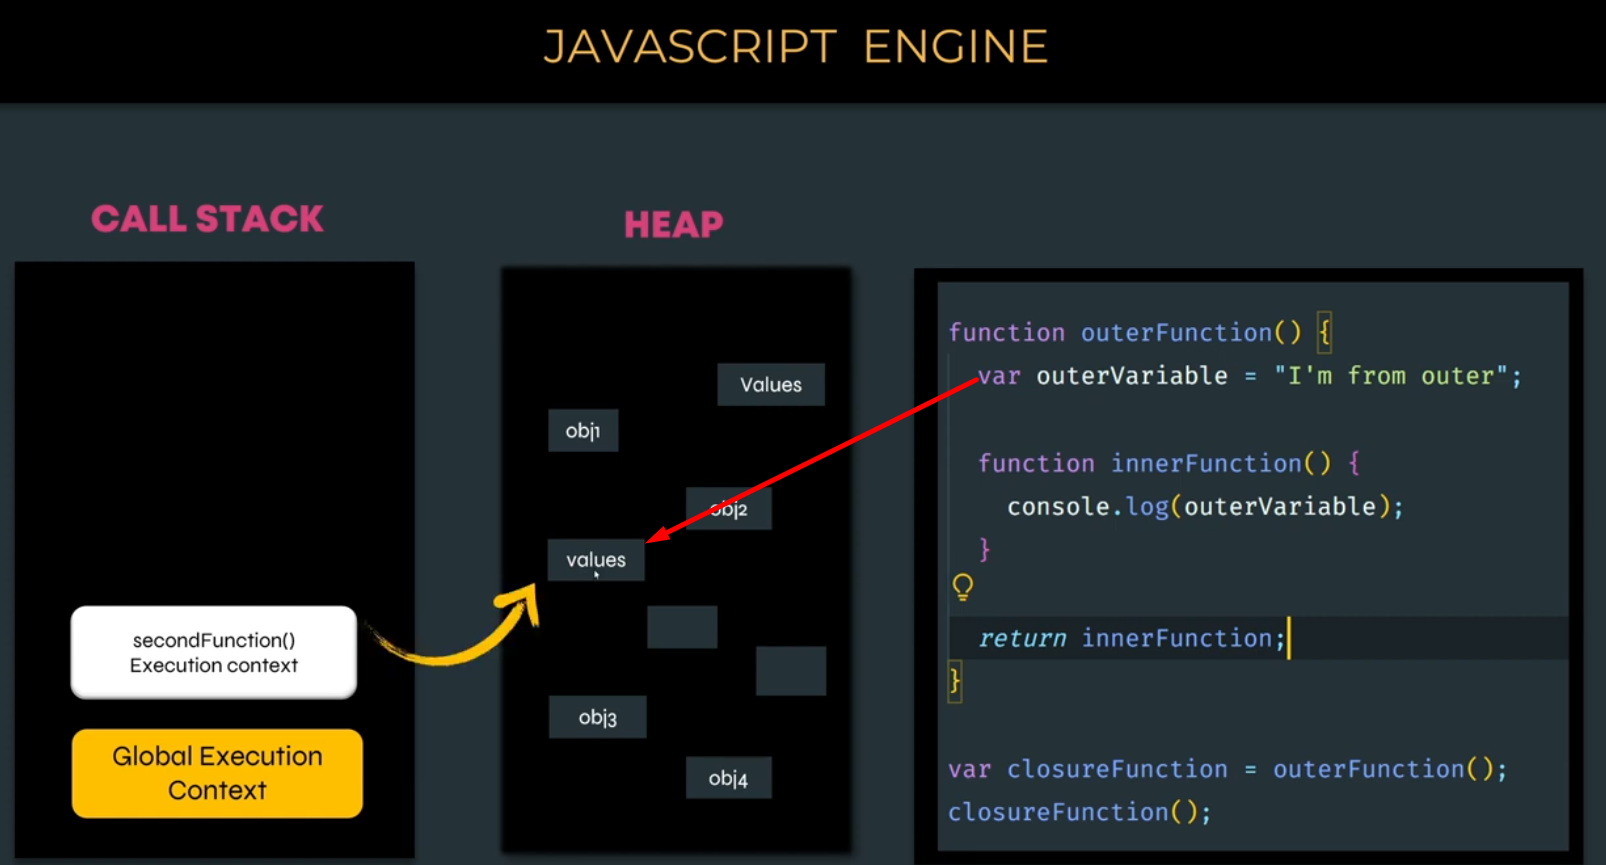 JAVASCRIPT ENGINE
CALL STACK
secondFunction()
Execution context
Global Execution
Context
HEAP
Values
obj1
obj2
values
obj3
obj4
function outerFunction() {
var outerVariable = "I'm from outer";
function innerFunction() {
console.log(outerVariable);
}
return innerFunction;
}
var closureFunction = outerFunction();
closureFunction();